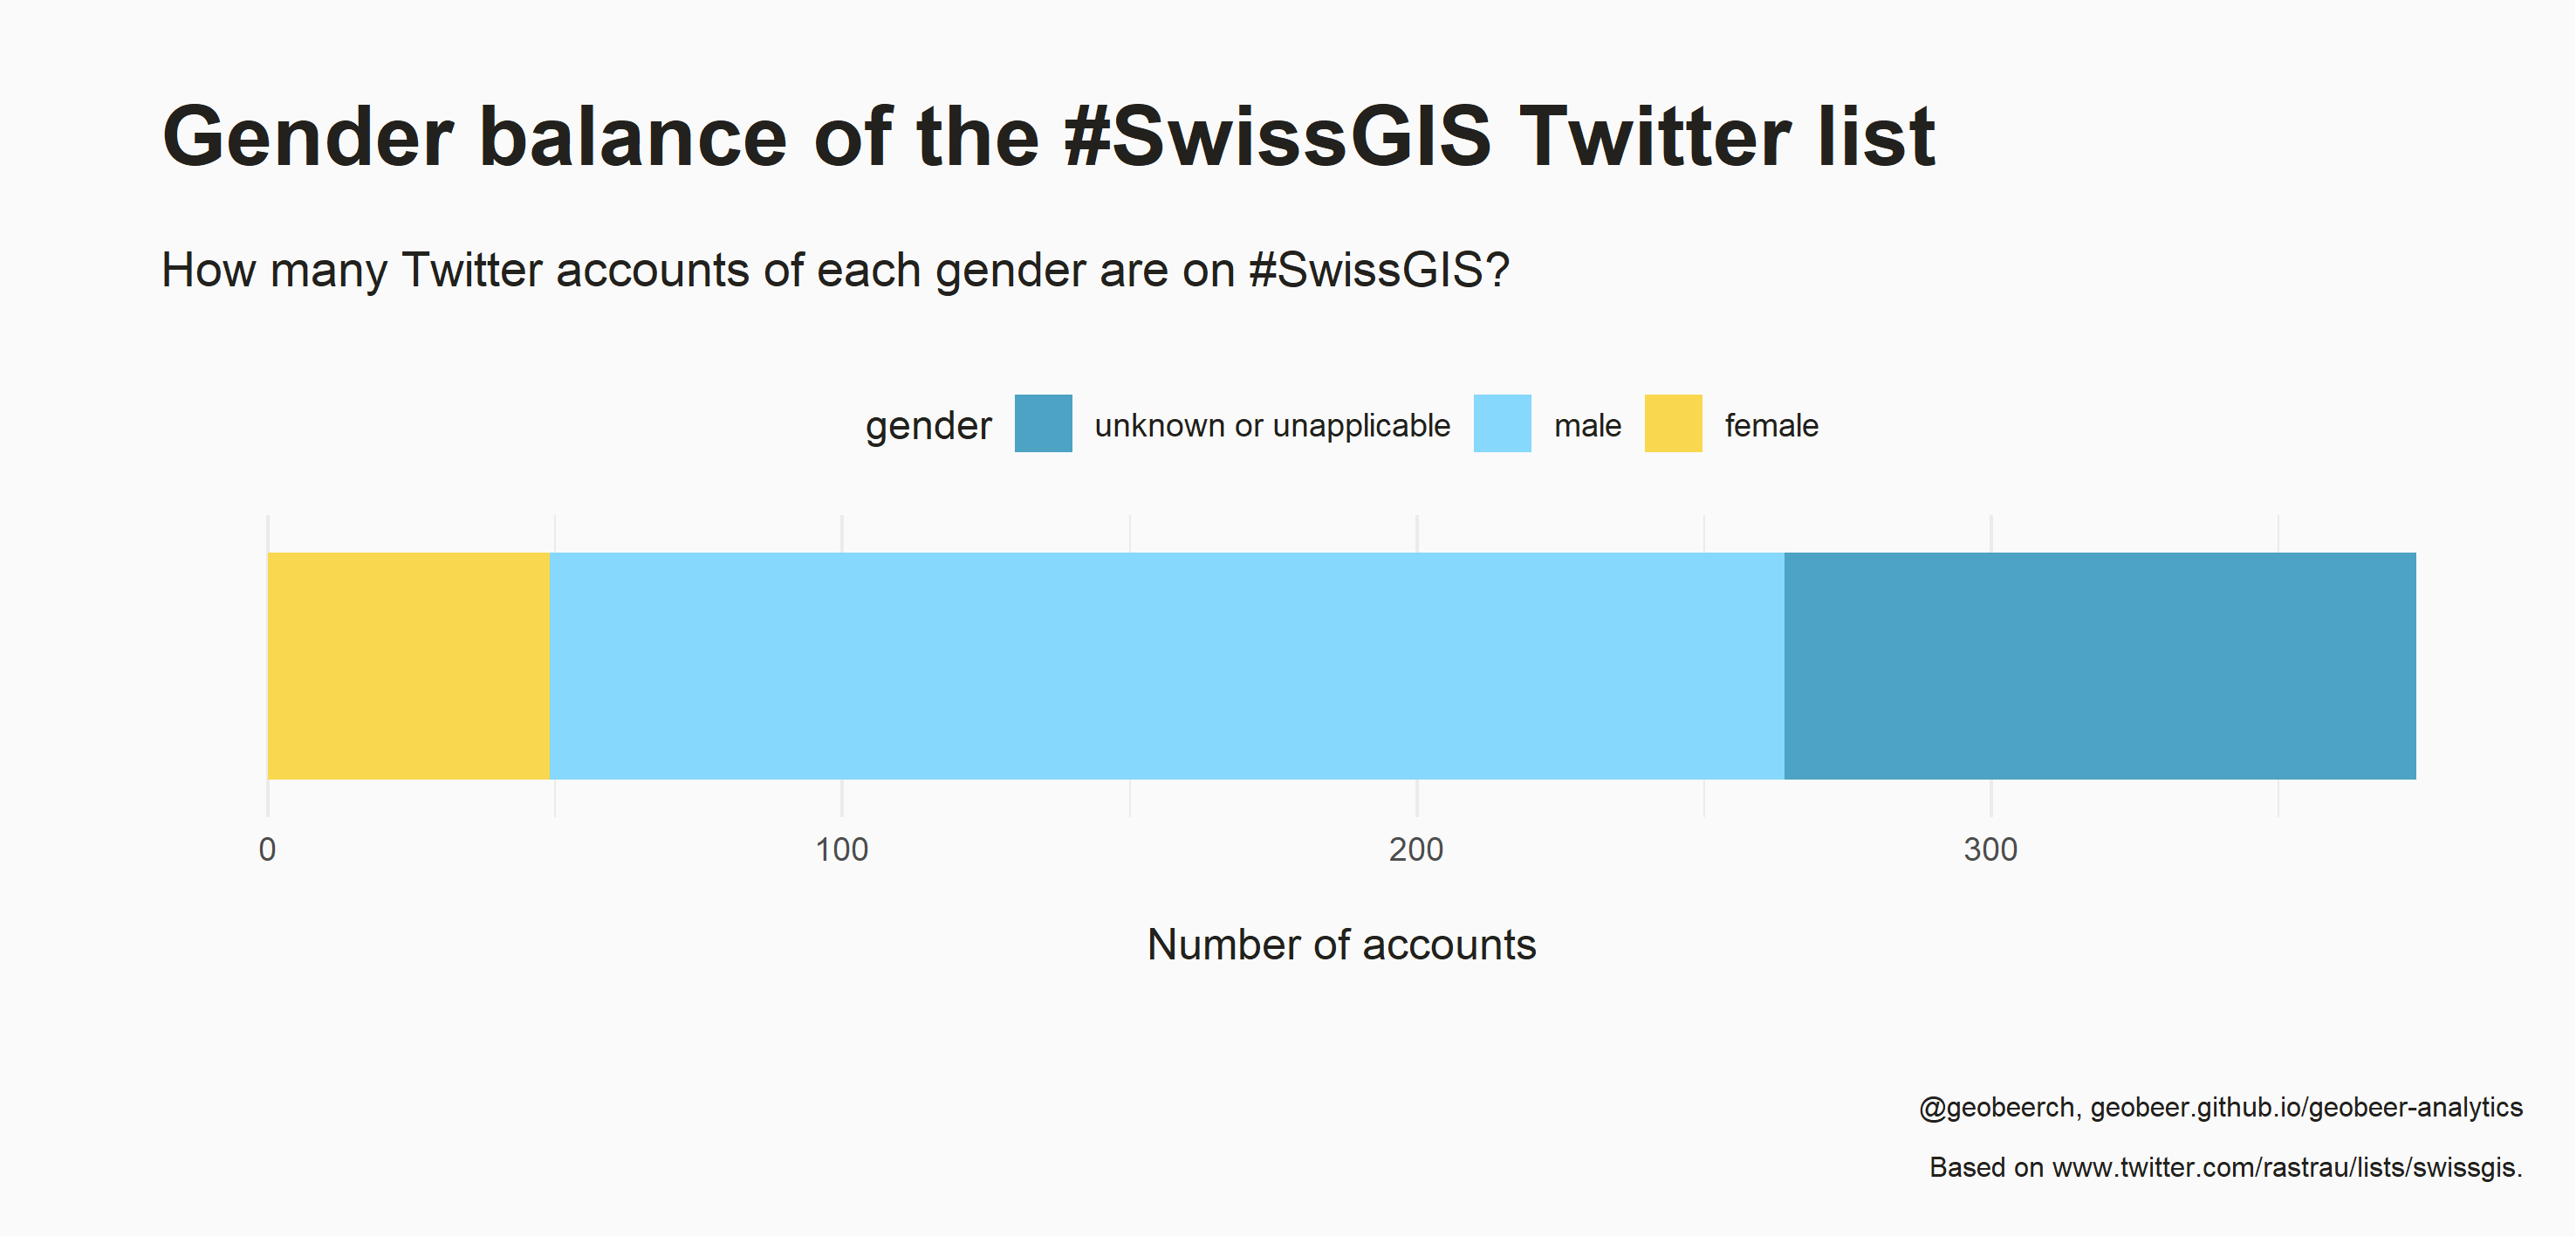 Gender balance of the #SwissGIS Twitter list
How many Twitter accounts of each gender are on #SwissGIS?
gender unknown or unapplicable male female
0 100 200 300
Number of accounts
@geobeerch, geobeer.github.io/geobeer-analytics
Based on www.twitter.com/rastrau/lists/swissgis.